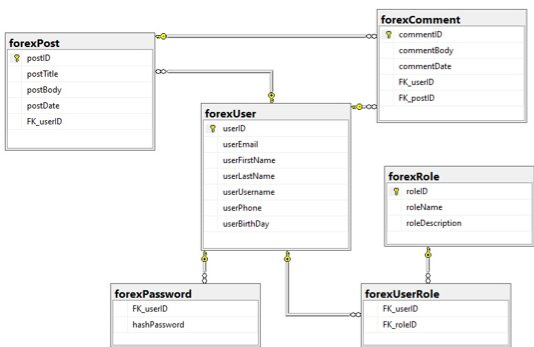 forexPost
postID
postTitle
postBody
postDate
FK_userID
forexComment
commentID
commentBody
commentDate
FK_userID
FK_postID
forexUser
userID
userEmail
userFirstName
userLastName
userUsername
userPhone
userBirthDay
forexRole
roleID
roleName
roleDescription
forexPassword
FK_userID
hashPassword
forexUserRole
FK_userID
FK_roleID